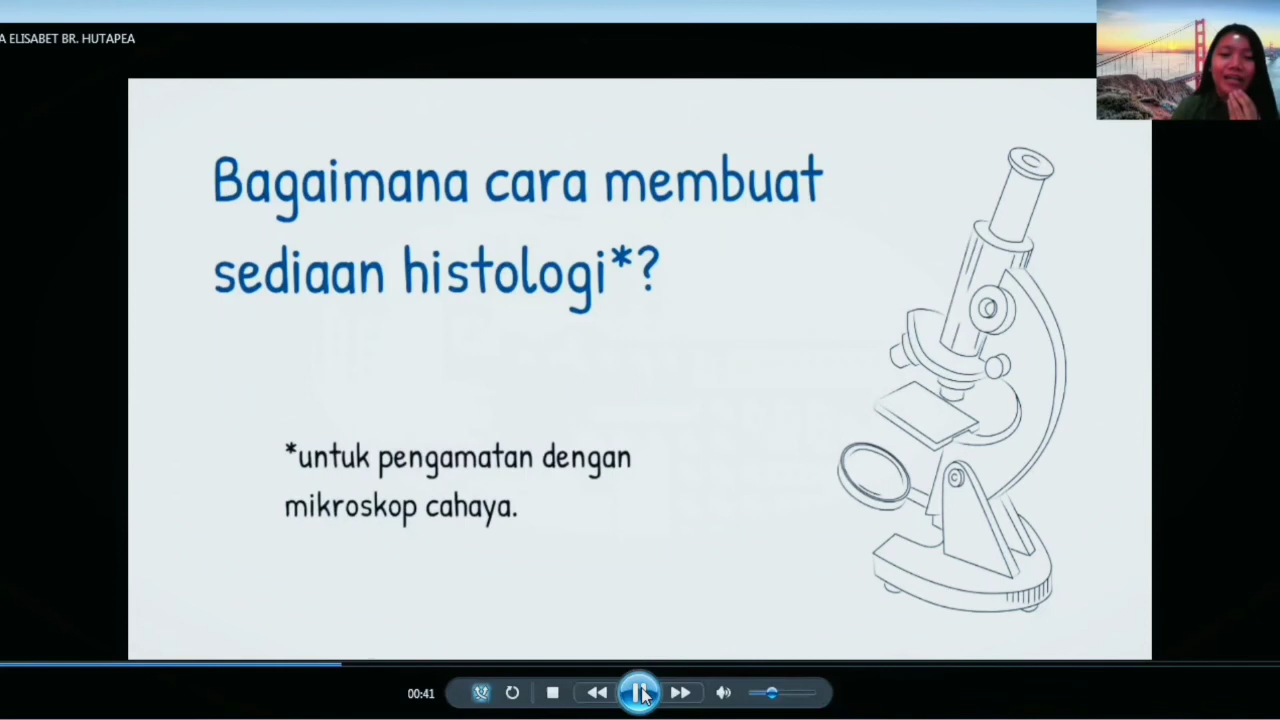 A ELISABET BR. HUTAPEA
Bagaimana cara membuat
sediaan histologi*?
*untuk pengamatan dengan
mikroskop cahaya.
00:41